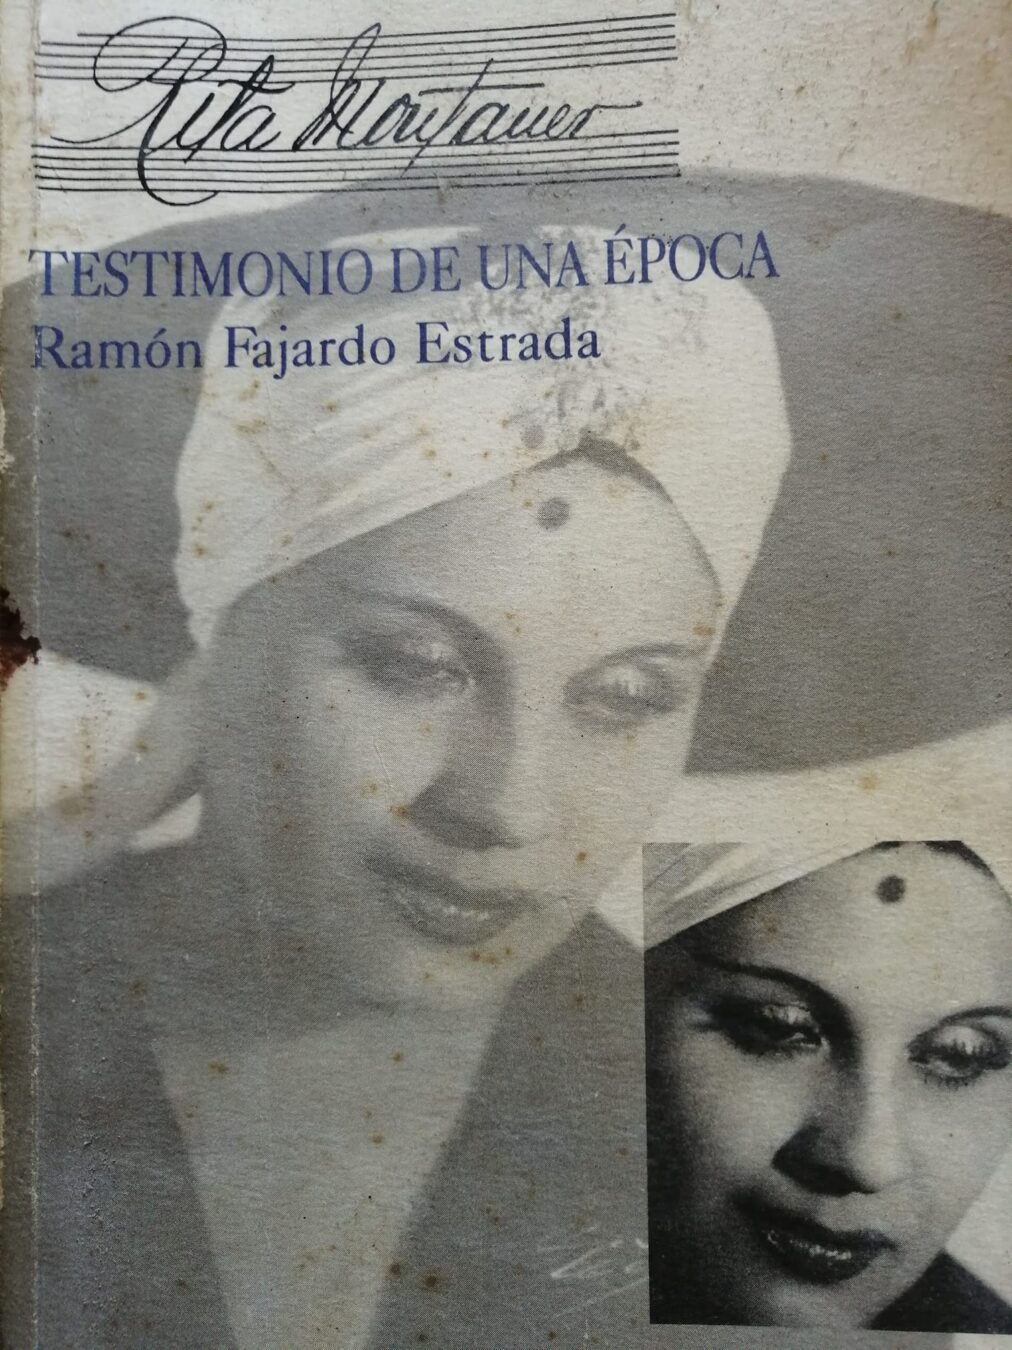 Rita Montaner
TESTIMONIO DE UNA ÉPOCA
Ramón Fajardo Estrada